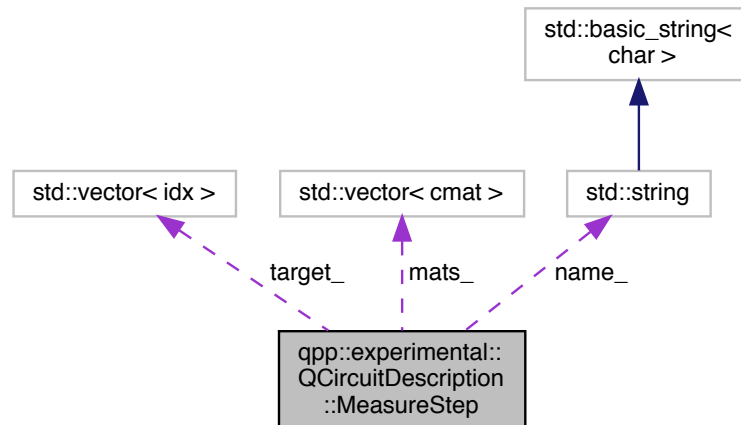 std::basic_string<
char >
std::vector< idx >
std::vector< cmat >
std::string
target_
mats_
name_
qpp::experimental::
QCircuitDescription
::MeasureStep